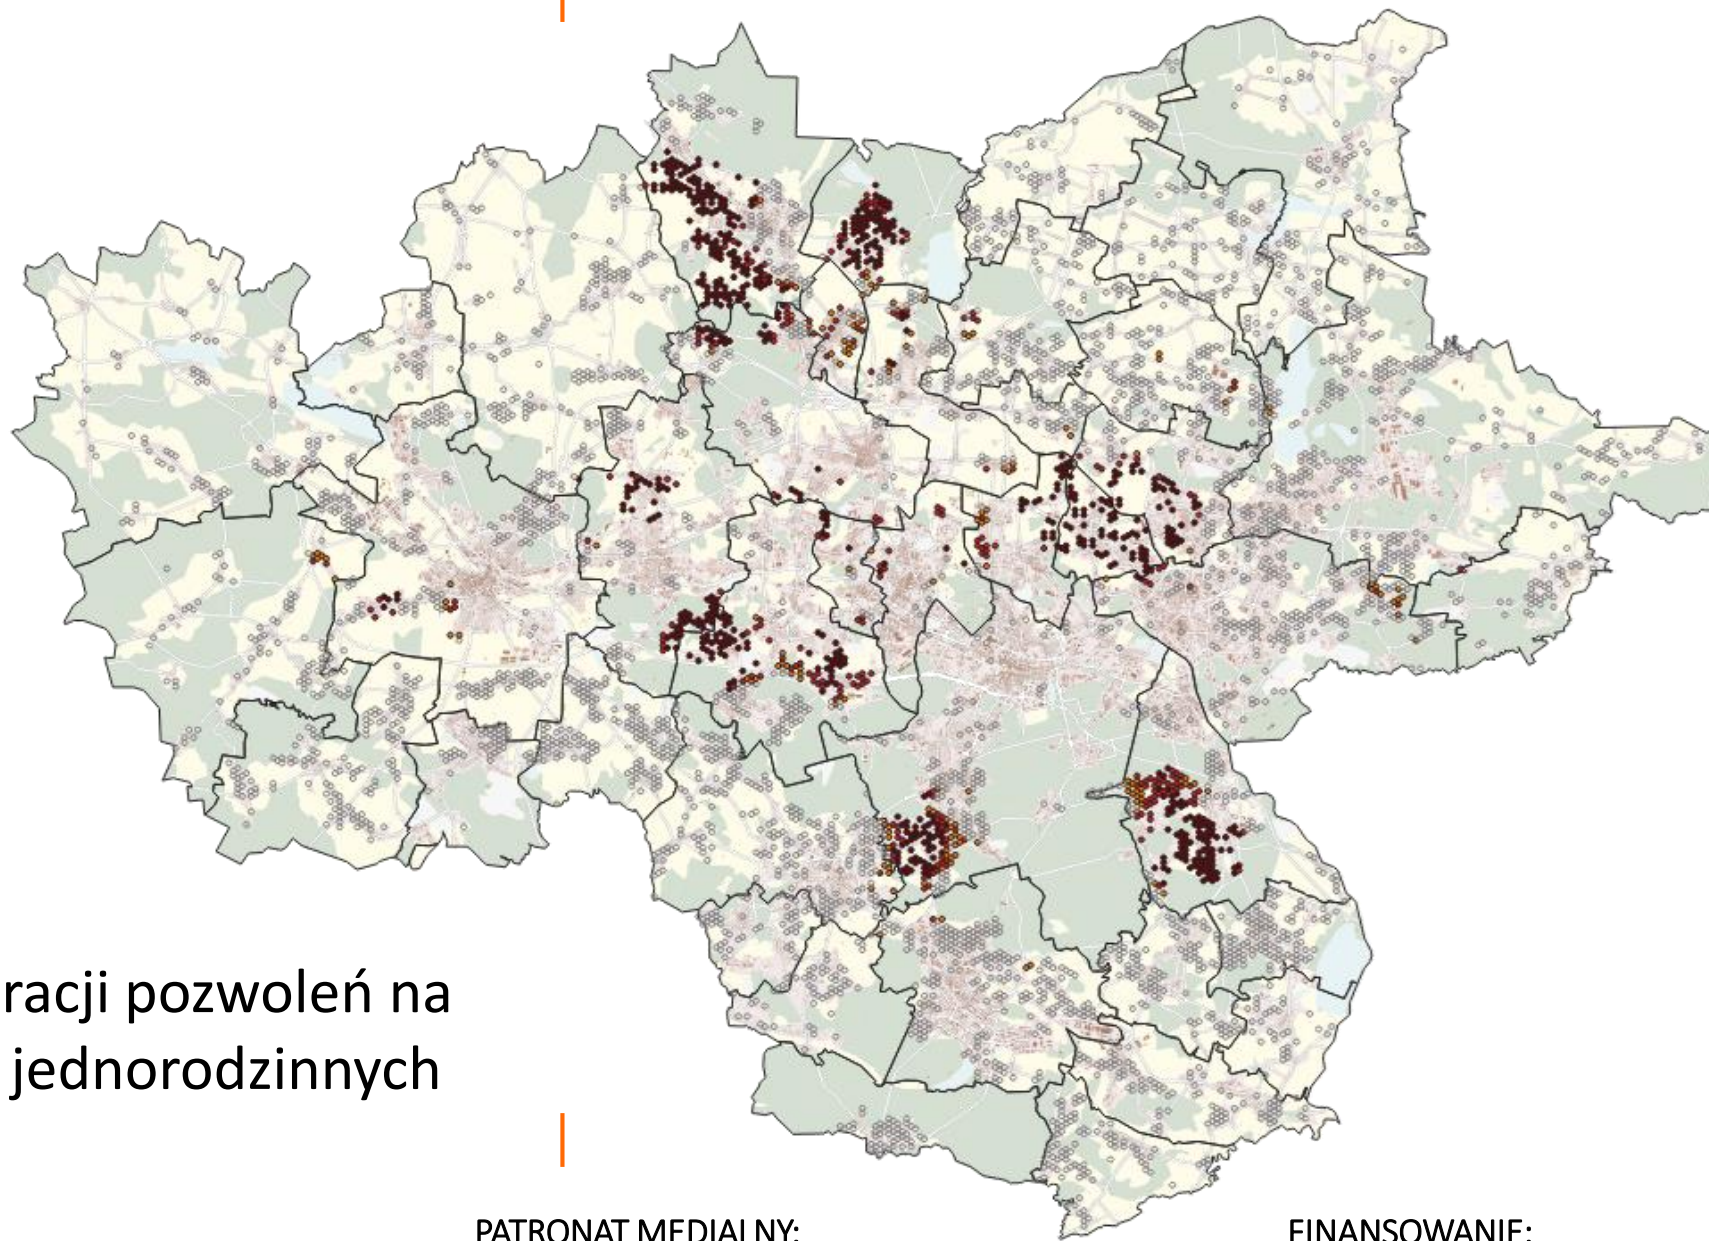 racji pozwoleń na
jednorodzinnych
PATRONAT MEDIALNY:
FINANSOWANIE: